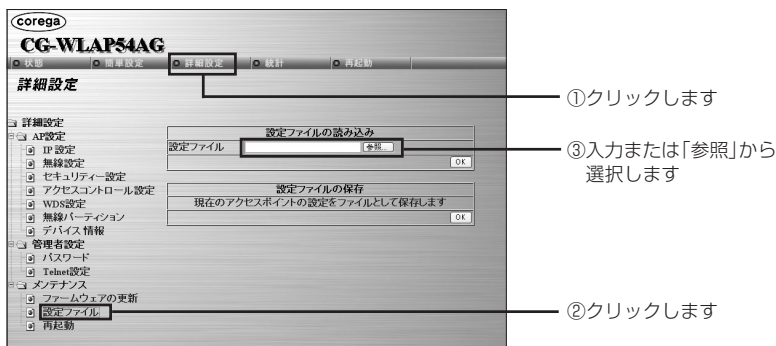 corega
CG-WLAP54AG
状態 簡単設定 詳細設定 統計 再起動
詳細設定
詳細設定
AP設定
IP 設定
無線設定
セキュリティー設定
アクセスコントロール設定
WDS設定
無線パーティション
デバイス情報
管理者設定
パスワード
Telnet設定
メンテナンス
ファームウェアの更新
設定ファイル
再起動
設定ファイルの読み込み
設定ファイル 参照...
OK
設定ファイルの保存
現在のアクセスポイントの設定をファイルとして保存します
OK
①クリックします
③入力または「参照」から
選択します
②クリックします